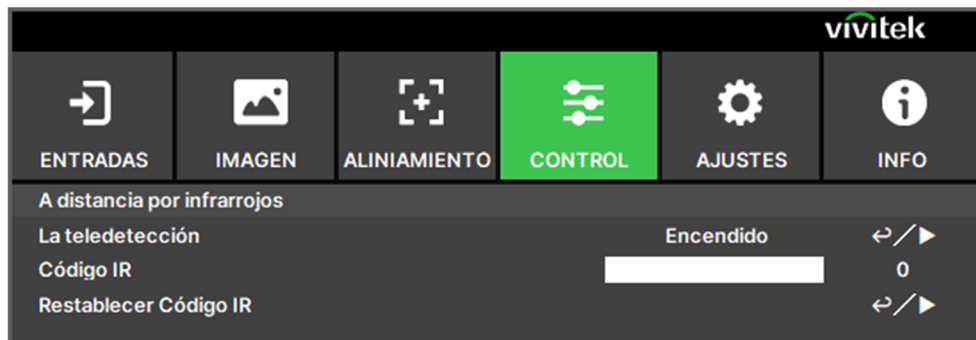 vivitek
ENTRADAS IMAGEN ALINIAMIENTO CONTROL AJUSTES INFO
A distancia por infrarrojos
La teledetección Encendido
Código IR 0
Restablecer Código IR